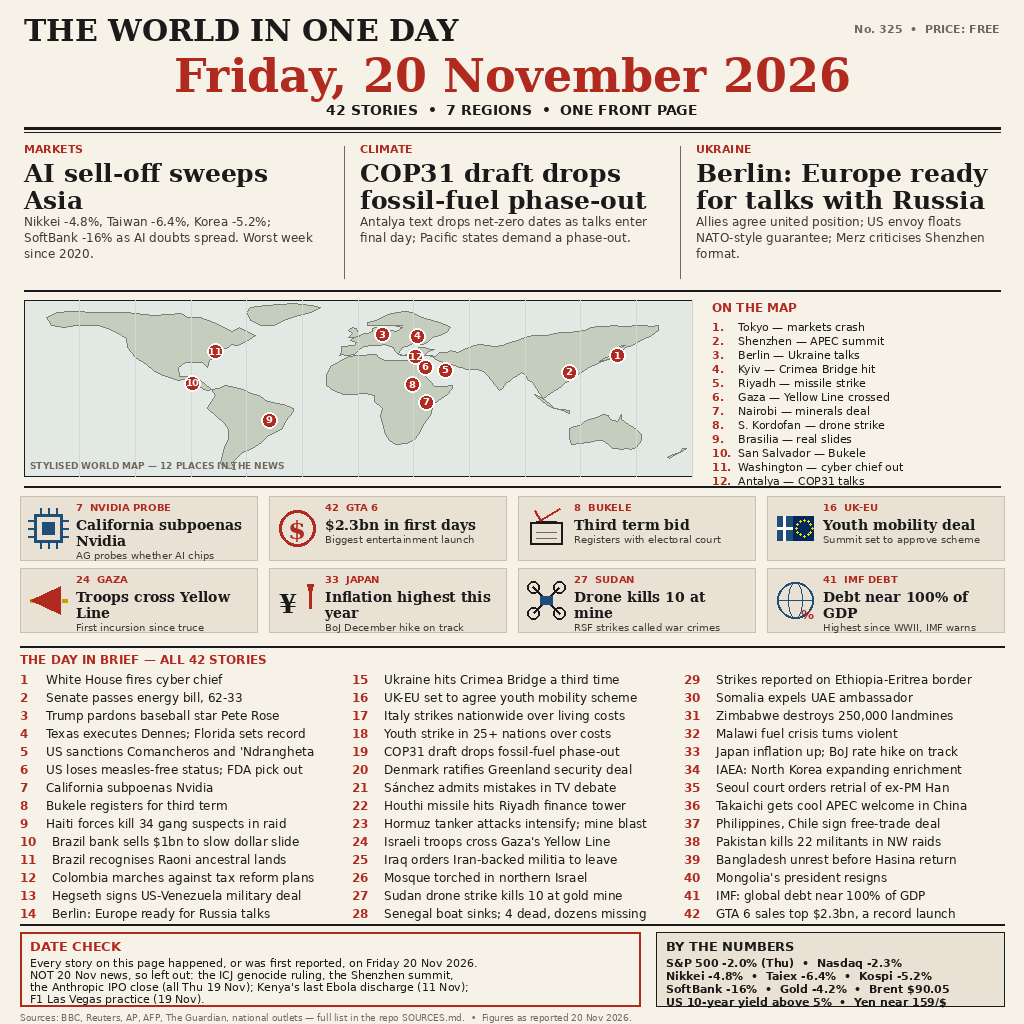 THE WORLD IN ONE DAY
No. 325 • PRICE: FREE
Friday, 20 November 2026
42 STORIES • 7 REGIONS • ONE FRONT PAGE
MARKETS
AI sell-off sweeps
Asia
Nikkei -4.8%, Taiwan -6.4%, Korea -5.2%;
SoftBank -16% as AI doubts spread. Worst week
since 2020.
CLIMATE
COP31 draft drops
fossil-fuel phase-out
Antalya text drops net-zero dates as talks enter
final day; Pacific states demand a phase-out.
UKRAINE
Berlin: Europe ready
for talks with Russia
Allies agree united position; US envoy floats
NATO-style guarantee; Merz criticises Shenzhen
format.
11
10
9
3
4
12
6
5
8
7
2
1
STYLISED WORLD MAP — 12 PLACES IN THE NEWS
ON THE MAP
1. Tokyo — markets crash
2. Shenzhen — APEC summit
3. Berlin — Ukraine talks
4. Kyiv — Crimea Bridge hit
5. Riyadh — missile strike
6. Gaza — Yellow Line crossed
7. Nairobi — minerals deal
8. S. Kordofan — drone strike
9. Brasilia — real slides
10. San Salvador — Bukele
11. Washington — cyber chief out
12. Antalya — COP31 talks
7 NVIDIA PROBE
California subpoenas
Nvidia
AG probes whether AI chips
$
42 GTA 6
$2.3bn in first days
Biggest entertainment launch
8 BUKELE
Third term bid
Registers with electoral court
16 UK-EU
Youth mobility deal
Summit set to approve scheme
24 GAZA
Troops cross Yellow
Line
First incursion since truce
¥
33 JAPAN
Inflation highest this
year
BoJ December hike on track
27 SUDAN
Drone kills 10 at
mine
RSF strikes called war crimes
%
41 IMF DEBT
Debt near 100% of
GDP
Highest since WWII, IMF warns
THE DAY IN BRIEF — ALL 42 STORIES
1 White House fires cyber chief
2 Senate passes energy bill, 62-33
3 Trump pardons baseball star Pete Rose
4 Texas executes Dennes; Florida sets record
5 US sanctions Comancheros and 'Ndrangheta
6 US loses measles-free status; FDA pick out
7 California subpoenas Nvidia
8 Bukele registers for third term
9 Haiti forces kill 34 gang suspects in raid
10 Brazil bank sells $1bn to slow dollar slide
11 Brazil recognises Raoni ancestral lands
12 Colombia marches against tax reform plans
13 Hegseth signs US-Venezuela military deal
14 Berlin: Europe ready for Russia talks
15 Ukraine hits Crimea Bridge a third time
16 UK-EU set to agree youth mobility scheme
17 Italy strikes nationwide over living costs
18 Youth strike in 25+ nations over costs
19 COP31 draft drops fossil-fuel phase-out
20 Denmark ratifies Greenland security deal
21 Sánchez admits mistakes in TV debate
22 Houthi missile hits Riyadh finance tower
23 Hormuz tanker attacks intensify; mine blast
24 Israeli troops cross Gaza's Yellow Line
25 Iraq orders Iran-backed militia to leave
26 Mosque torched in northern Israel
27 Sudan drone strike kills 10 at gold mine
28 Senegal boat sinks; 4 dead, dozens missing
29 Strikes reported on Ethiopia-Eritrea border
30 Somalia expels UAE ambassador
31 Zimbabwe destroys 250,000 landmines
32 Malawi fuel crisis turns violent
33 Japan inflation up; BoJ rate hike on track
34 IAEA: North Korea expanding enrichment
35 Seoul court orders retrial of ex-PM Han
36 Takaichi gets cool APEC welcome in China
37 Philippines, Chile sign free-trade deal
38 Pakistan kills 22 militants in NW raids
39 Bangladesh unrest before Hasina return
40 Mongolia's president resigns
41 IMF: global debt near 100% of GDP
42 GTA 6 sales top $2.3bn, a record launch
DATE CHECK
Every story on this page happened, or was first reported, on Friday 20 Nov 2026.
NOT 20 Nov news, so left out: the ICJ genocide ruling, the Shenzhen summit,
the Anthropic IPO close (all Thu 19 Nov); Kenya's last Ebola discharge (11 Nov);
F1 Las Vegas practice (19 Nov).
BY THE NUMBERS
S&P 500 -2.0% (Thu) • Nasdaq -2.3%
Nikkei -4.8% • Taiex -6.4% • Kospi -5.2%
SoftBank -16% • Gold -4.2% • Brent $90.05
US 10-year yield above 5% • Yen near 159/$
Sources: BBC, Reuters, AP, AFP, The Guardian, national outlets — full list in the repo SOURCES.md. • Figures as reported 20 Nov 2026.